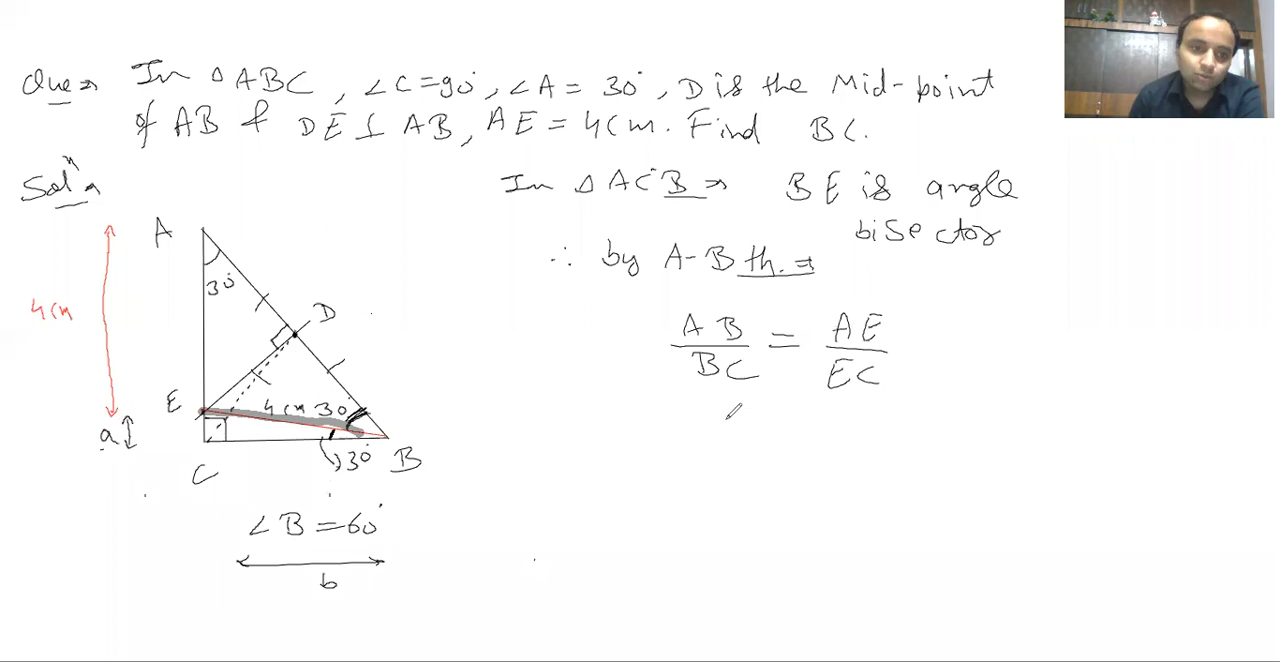 Que⇒ In △ABC, ∠C=90°, ∠A = 30°, D is the Mid-point
of AB & DE⊥AB, AE = 4cm. Find BC.
Solⁿ⇒
In △ACB ⇒ BE is angle
bisector
∴ by A-B th. ⇒
AB/BC = AE/EC
A
30°
4cm
D
E
4cm 30°
a
30°
B
C
∠B = 60°
b